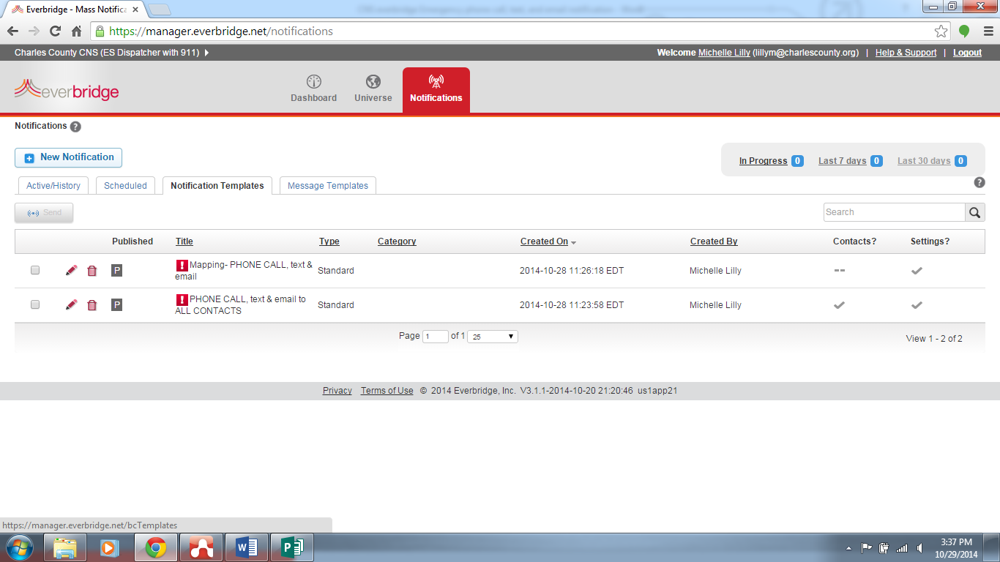 Everbridge - Mass Notifica
https://manager.everbridge.net/notifications
Charles County CNS (ES Dispatcher with 911)
Welcome Michelle Lilly (lillym@charlescounty.org) | Help & Support | Logout
everbridge
Dashboard Universe Notifications
Notifications ?
New Notification
In Progress 0 Last 7 days 0 Last 30 days 0
Active/History Scheduled Notification Templates Message Templates ?
Send
Search
Published Title Type Category Created On Created By Contacts? Settings?
P ! Mapping- PHONE CALL, text & email Standard 2014-10-28 11:26:18 EDT Michelle Lilly --
P ! PHONE CALL, text & email to ALL CONTACTS Standard 2014-10-28 11:23:58 EDT Michelle Lilly
Page 1 of 1 25
View 1 - 2 of 2
Privacy Terms of Use © 2014 Everbridge, Inc. V3.1.1-2014-10-20 21:20:46 us1app21
https://manager.everbridge.net/bcTemplates
3:37 PM
10/29/2014